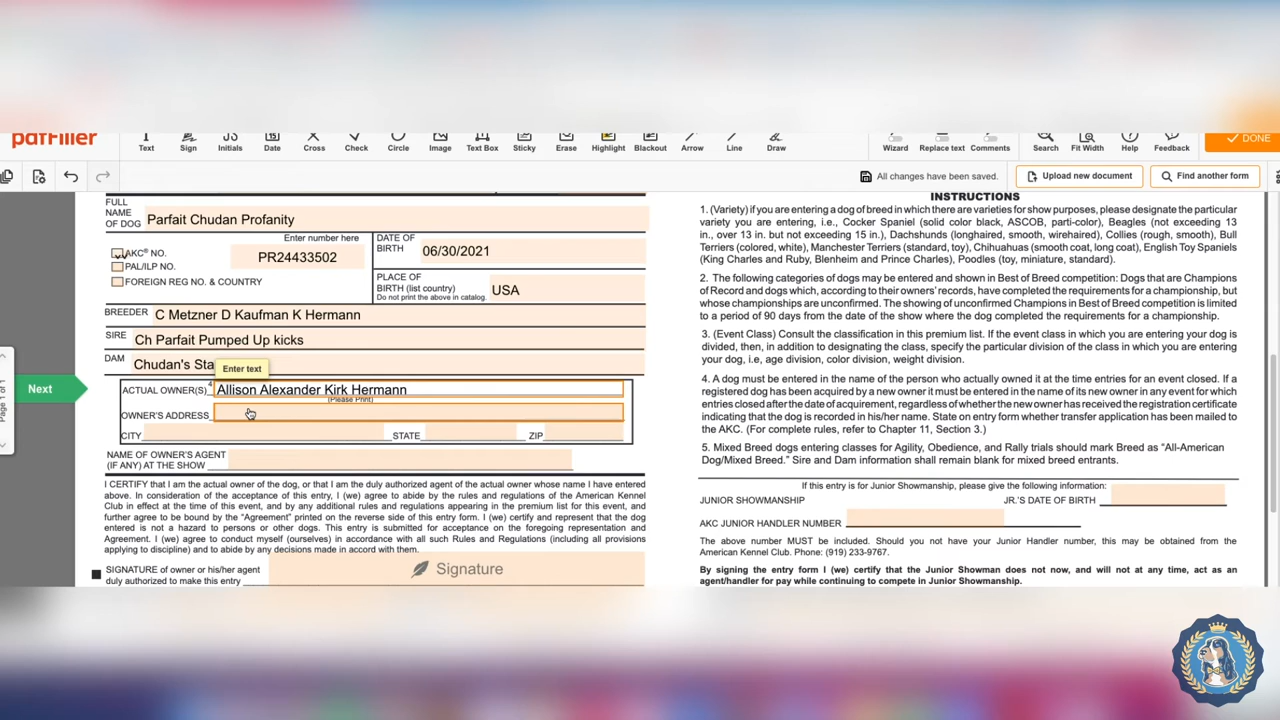 pdfFiller
Text Sign Initials Date Cross Check Circle Image Text Box Sticky Erase Highlight Blackout Arrow Line Draw
Wizard Replace text Comments Search Fit Width Help Feedback
DONE
All changes have been saved.
Upload new document
Find another form
Page 1 of 1
Next
FULL
NAME
OF DOG
Parfait Chudan Profanity
Enter number here
AKC® NO.
PAL/ILP NO.
FOREIGN REG NO. & COUNTRY
PR24433502
DATE OF
BIRTH
06/30/2021
PLACE OF
BIRTH (list country)
Do not print the above in catalog.
USA
BREEDER C Metzner D Kaufman K Hermann
SIRE Ch Parfait Pumped Up kicks
DAM Chudan's Sta
Enter text
ACTUAL OWNER(S) 4 Allison Alexander Kirk Hermann
(Please Print)
OWNER'S ADDRESS
CITY STATE ZIP
NAME OF OWNER'S AGENT
(IF ANY) AT THE SHOW
I CERTIFY that I am the actual owner of the dog, or that I am the duly authorized agent of the actual owner whose name I have entered
above. In consideration of the acceptance of this entry, I (we) agree to abide by the rules and regulations of the American Kennel
Club in effect at the time of this event, and by any additional rules and regulations appearing in the premium list for this event, and
further agree to be bound by the "Agreement" printed on the reverse side of this entry form. I (we) certify and represent that the dog
entered is not a hazard to persons or other dogs. This entry is submitted for acceptance on the foregoing representation and
Agreement. I (we) agree to conduct myself (ourselves) in accordance with all such Rules and Regulations (including all provisions
applying to discipline) and to abide by any decisions made in accord with them.
SIGNATURE of owner or his/her agent
duly authorized to make this entry
Signature
INSTRUCTIONS
1. (Variety) if you are entering a dog of breed in which there are varieties for show purposes, please designate the particular
variety you are entering, i.e., Cocker Spaniel (solid color black, ASCOB, parti-color), Beagles (not exceeding 13
in., over 13 in. but not exceeding 15 in.), Dachshunds (longhaired, smooth, wirehaired), Collies (rough, smooth), Bull
Terriers (colored, white), Manchester Terriers (standard, toy), Chihuahuas (smooth coat, long coat), English Toy Spaniels
(King Charles and Ruby, Blenheim and Prince Charles), Poodles (toy, miniature, standard).
2. The following categories of dogs may be entered and shown in Best of Breed competition: Dogs that are Champions
of Record and dogs which, according to their owners' records, have completed the requirements for a championship, but
whose championships are unconfirmed. The showing of unconfirmed Champions in Best of Breed competition is limited
to a period of 90 days from the date of the show where the dog completed the requirements for a championship.
3. (Event Class) Consult the classification in this premium list. If the event class in which you are entering your dog is
divided, then, in addition to designating the class, specify the particular division of the class in which you are entering
your dog, i.e, age division, color division, weight division.
4. A dog must be entered in the name of the person who actually owned it at the time entries for an event closed. If a
registered dog has been acquired by a new owner it must be entered in the name of its new owner in any event for which
entries closed after the date of acquirement, regardless of whether the new owner has received the registration certificate
indicating that the dog is recorded in his/her name. State on entry form whether transfer application has been mailed to
the AKC. (For complete rules, refer to Chapter 11, Section 3.)
5. Mixed Breed dogs entering classes for Agility, Obedience, and Rally trials should mark Breed as "All-American
Dog/Mixed Breed." Sire and Dam information shall remain blank for mixed breed entrants.
If this entry is for Junior Showmanship, please give the following information:
JUNIOR SHOWMANSHIP JR.'S DATE OF BIRTH
AKC JUNIOR HANDLER NUMBER
The above number MUST be included. Should you not have your Junior Handler number, this may be obtained from the
American Kennel Club. Phone: (919) 233-9767.
By signing the entry form I (we) certify that the Junior Showman does not now, and will not at any time, act as an
agent/handler for pay while continuing to compete in Junior Showmanship.